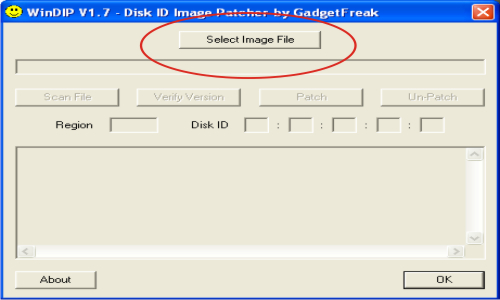 WinDIP V1.7 - Disk ID Image Patcher by GadgetFreak
Select Image File
Scan File Verify Version Patch Un-Patch
Region Disk ID : : : :
About OK